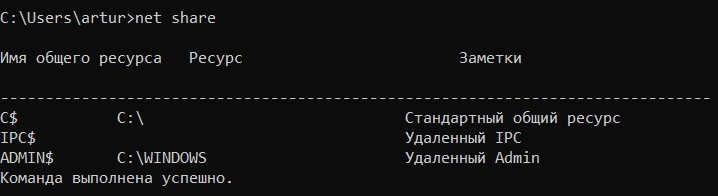 C:\Users\artur>net share
Имя общего ресурса Ресурс Заметки
-------------------------------------------------------------------------------
C$ C:\ Стандартный общий ресурс
IPC$ Удаленный IPC
ADMIN$ C:\WINDOWS Удаленный Admin
Команда выполнена успешно.